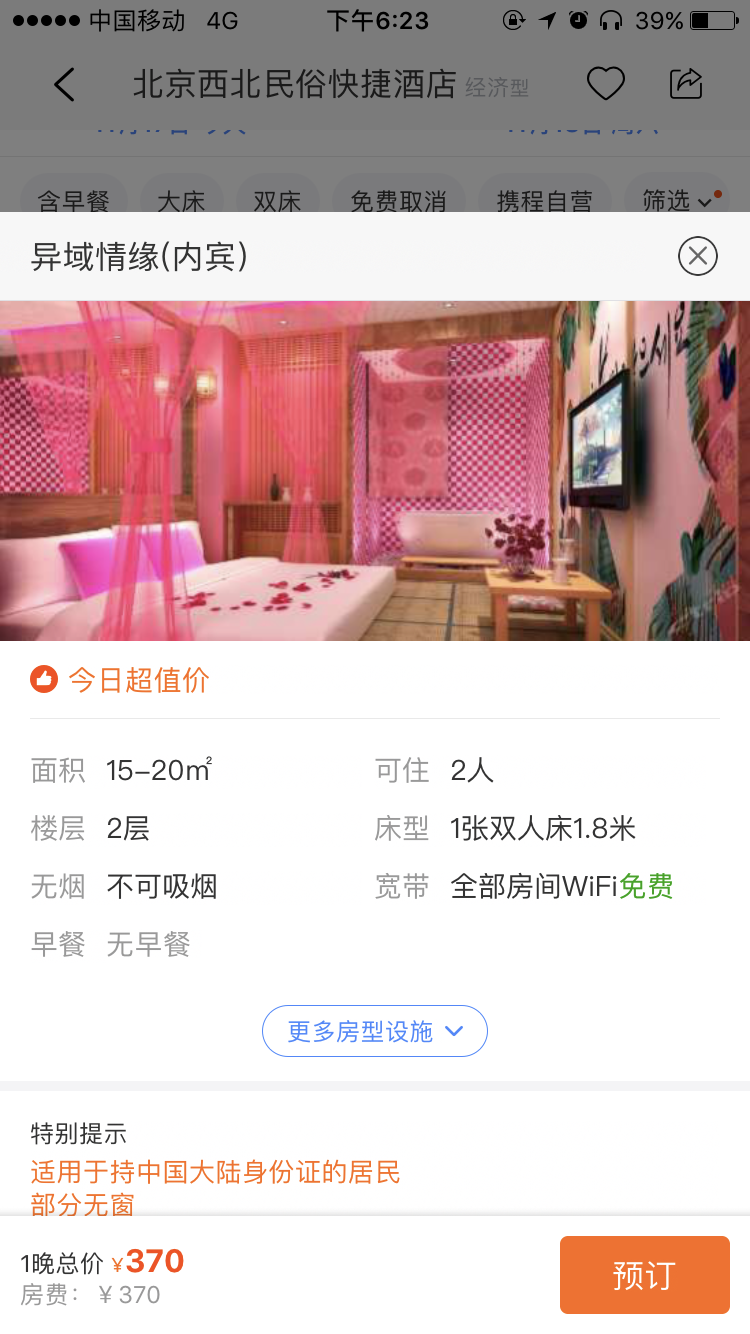 中国移动 4G 下午6:23 39%
北京西北民俗快捷酒店 经济型
含早餐 大床 双床 免费取消 携程自营 筛选
异域情缘(内宾)
今日超值价
面积 15-20㎡ 可住 2人
楼层 2层 床型 1张双人床1.8米
无烟 不可吸烟 宽带 全部房间WiFi免费
早餐 无早餐
更多房型设施
特别提示
适用于持中国大陆身份证的居民
部分无窗
1晚总价 ¥370 预订
房费： ¥370